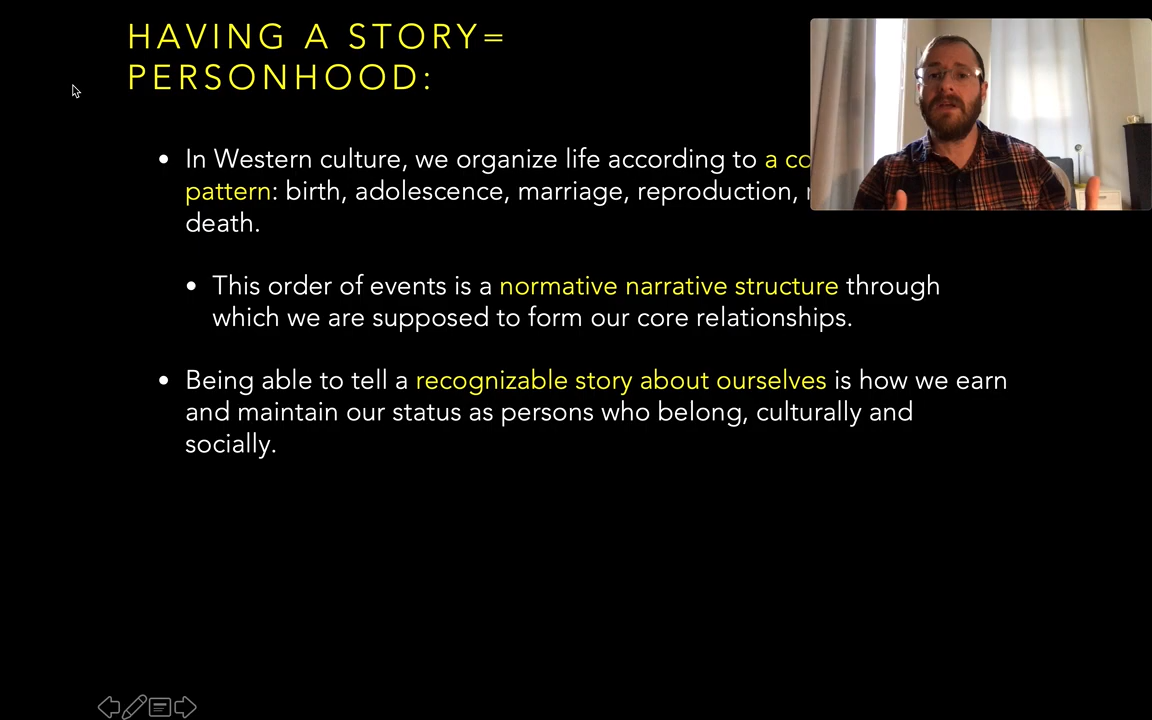 HAVING A STORY=
PERSONHOOD:
• In Western culture, we organize life according to a
pattern: birth, adolescence, marriage, reproduction,
death.
• This order of events is a normative narrative structure through
which we are supposed to form our core relationships.
• Being able to tell a recognizable story about ourselves is how we earn
and maintain our status as persons who belong, culturally and
socially.